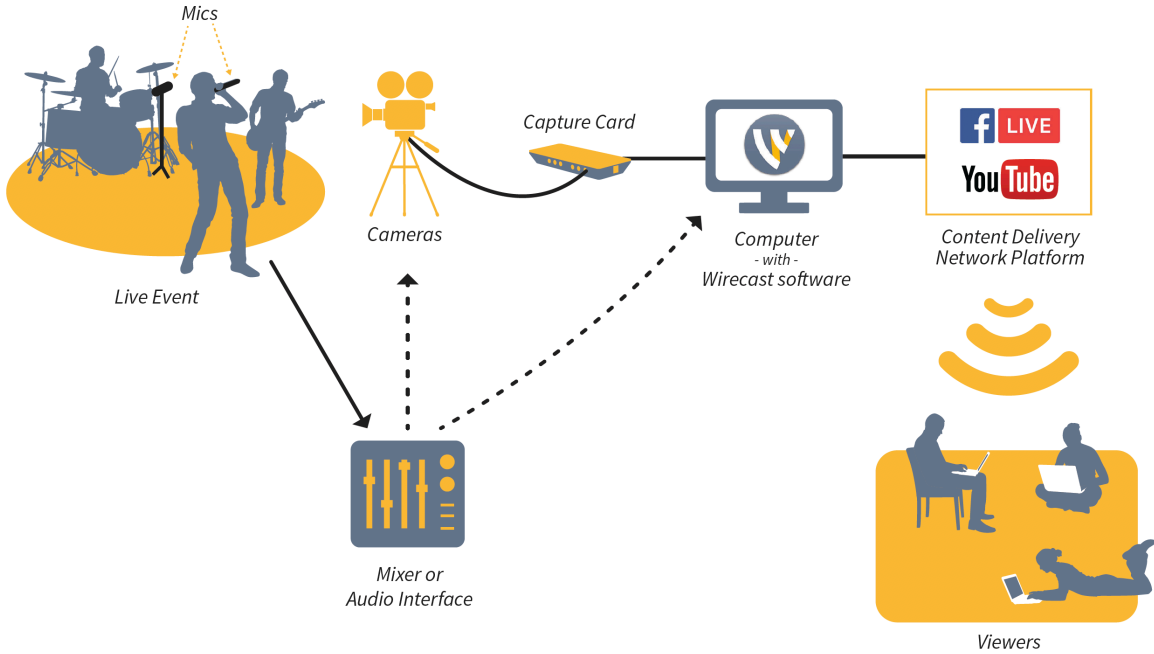 Mics
Live Event
Cameras
Capture Card
Computer
- with -
Wirecast software
f LIVE
YouTube
Content Delivery
Network Platform
Mixer or
Audio Interface
Viewers